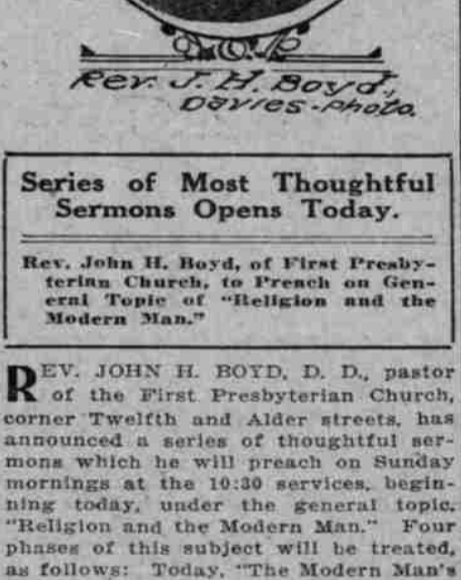 Rev. J. H. Boyd,
Davies-Photo.
Series of Most Thoughtful
Sermons Opens Today.
Rev. John H. Boyd, of First Presby-
terian Church, to Preach on Gen-
eral Topic of "Religion and the
Modern Man."
REV. JOHN H. BOYD, D. D., pastor
of the First Presbyterian Church,
corner Twelfth and Alder streets, has
announced a series of thoughtful ser-
mons which he will preach on Sunday
mornings at the 10:30 services, begin-
ning today, under the general topic,
"Religion and the Modern Man." Four
phases of this subject will be treated,
as follows: Today, "The Modern Man's